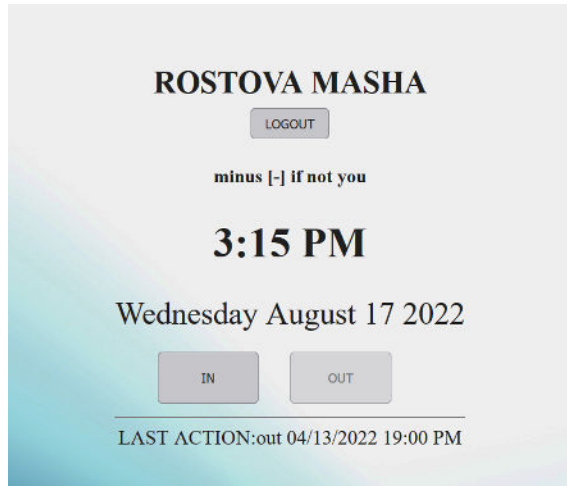 ROSTOVA MASHA
LOGOUT
minus [-] if not you
3:15 PM
Wednesday August 17 2022
IN OUT
LAST ACTION:out 04/13/2022 19:00 PM